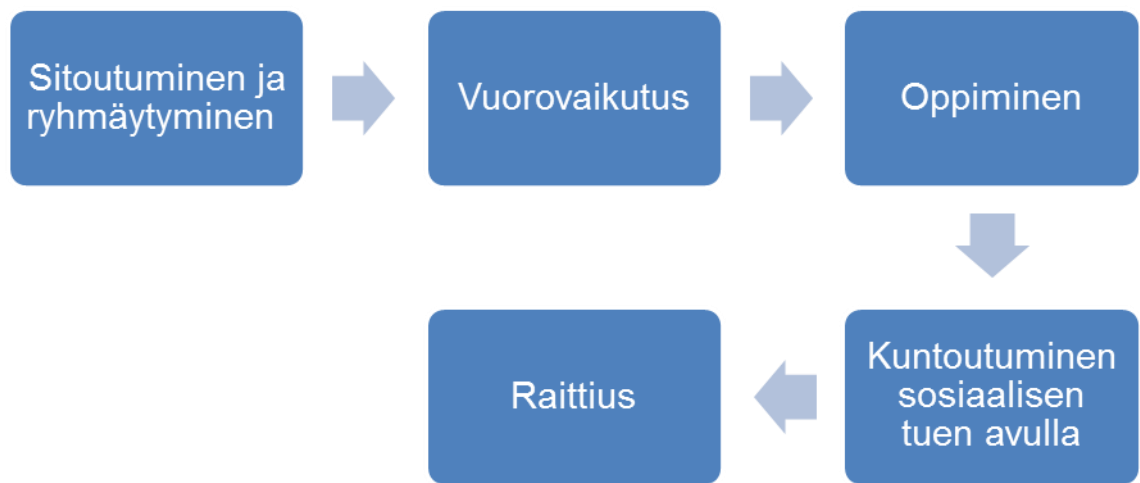 Sitoutuminen ja
ryhmäytyminen
Vuorovaikutus
Oppiminen
Kuntoutuminen
sosiaalisen
tuen avulla
Raittius